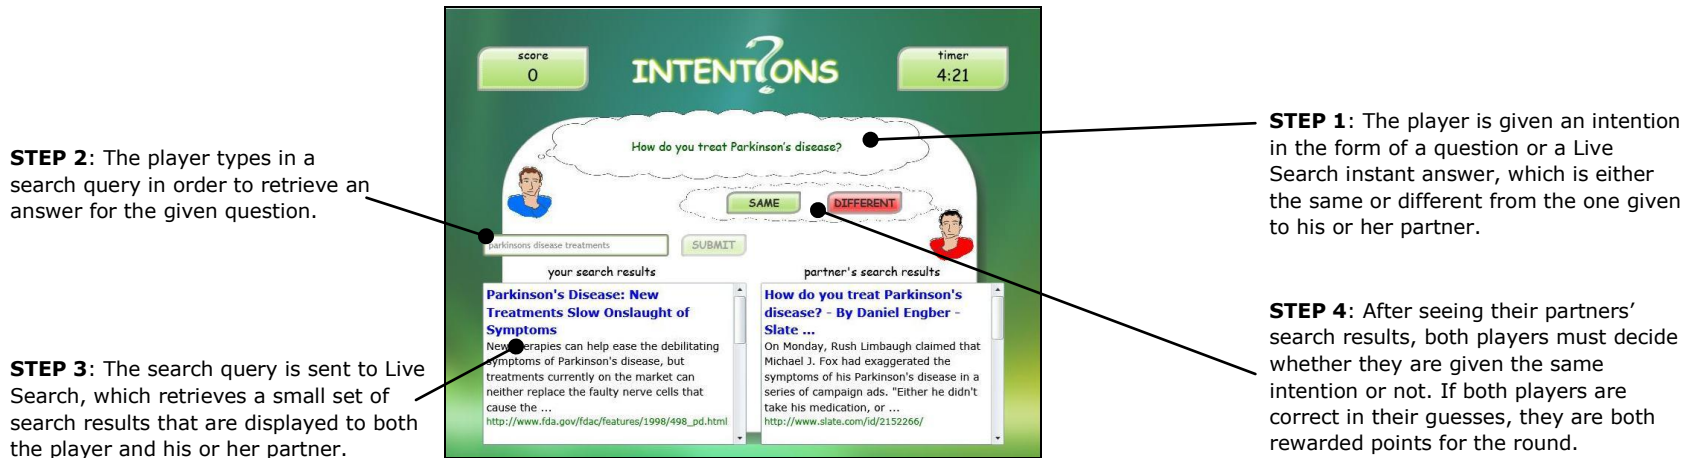 score
0
INTENTIONS
timer
4:21
How do you treat Parkinson's disease?
SAME
DIFFERENT
parkinsons disease treatments
SUBMIT
your search results
Parkinson's Disease: New
Treatments Slow Onslaught of
Symptoms
New therapies can help ease the debilitating
symptoms of Parkinson's disease, but
treatments currently on the market can
neither replace the faulty nerve cells that
cause the ...
http://www.fda.gov/fdac/features/1998/498_pd.html
partner's search results
How do you treat Parkinson's
disease? - By Daniel Engber -
Slate ...
On Monday, Rush Limbaugh claimed that
Michael J. Fox had exaggerated the
symptoms of his Parkinson's disease in a
series of campaign ads. "Either he didn't
take his medication, or ...
http://www.slate.com/id/2152266/
STEP 1: The player is given an intention
in the form of a question or a Live
Search instant answer, which is either
the same or different from the one given
to his or her partner.
STEP 2: The player types in a
search query in order to retrieve an
answer for the given question.
STEP 3: The search query is sent to Live
Search, which retrieves a small set of
search results that are displayed to both
the player and his or her partner.
STEP 4: After seeing their partners’
search results, both players must decide
whether they are given the same
intention or not. If both players are
correct in their guesses, they are both
rewarded points for the round.